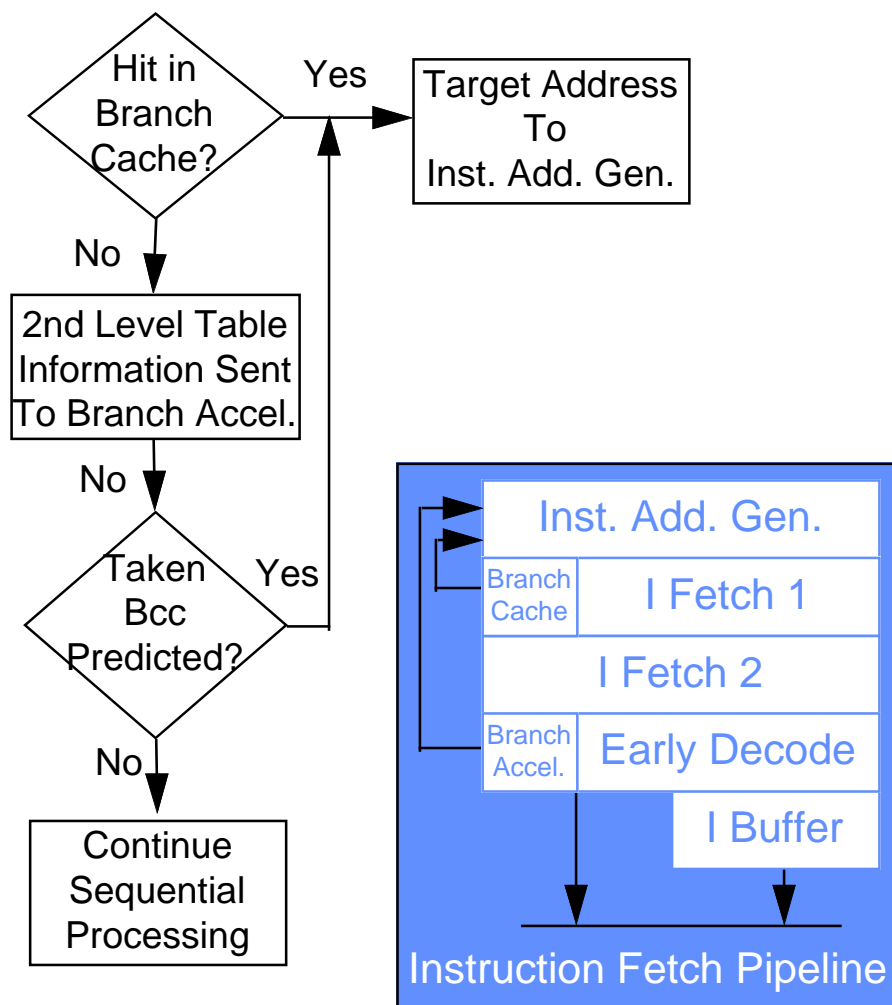 Hit in
Branch
Cache?
Yes
Target Address
To
Inst. Add. Gen.
No
2nd Level Table
Information Sent
To Branch Accel.
No
Taken
Bcc
Predicted?
Yes
No
Continue
Sequential
Processing
Inst. Add. Gen.
Branch
Cache
I Fetch 1
I Fetch 2
Branch
Accel.
Early Decode
I Buffer
Instruction Fetch Pipeline